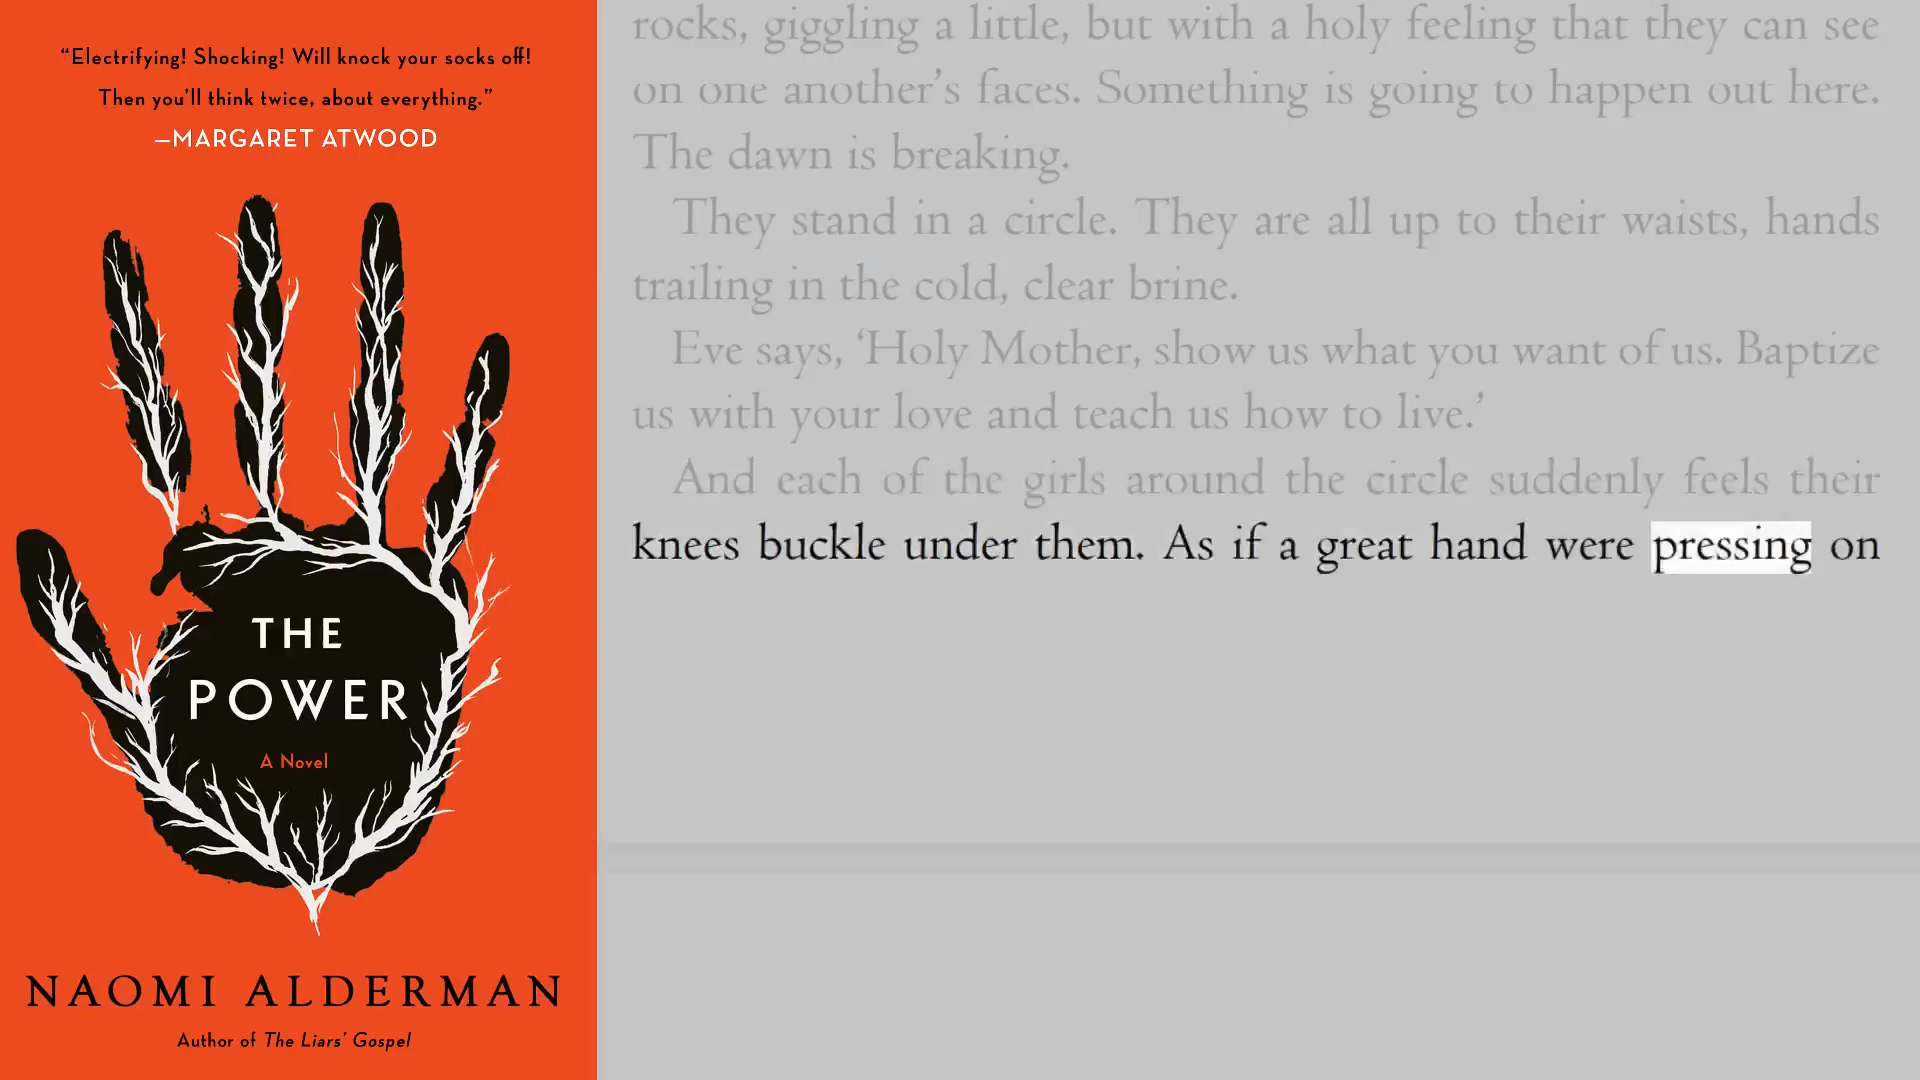 “Electrifying! Shocking! Will knock your socks off!
Then you’ll think twice, about everything.”
—MARGARET ATWOOD
THE
POWER
A Novel
NAOMI ALDERMAN
Author of The Liars’ Gospel
rocks, giggling a little, but with a holy feeling that they can see
on one another’s faces. Something is going to happen out here.
The dawn is breaking.
They stand in a circle. They are all up to their waists, hands
trailing in the cold, clear brine.
Eve says, ‘Holy Mother, show us what you want of us. Baptize
us with your love and teach us how to live.’
And each of the girls around the circle suddenly feels their
knees buckle under them. As if a great hand were pressing on